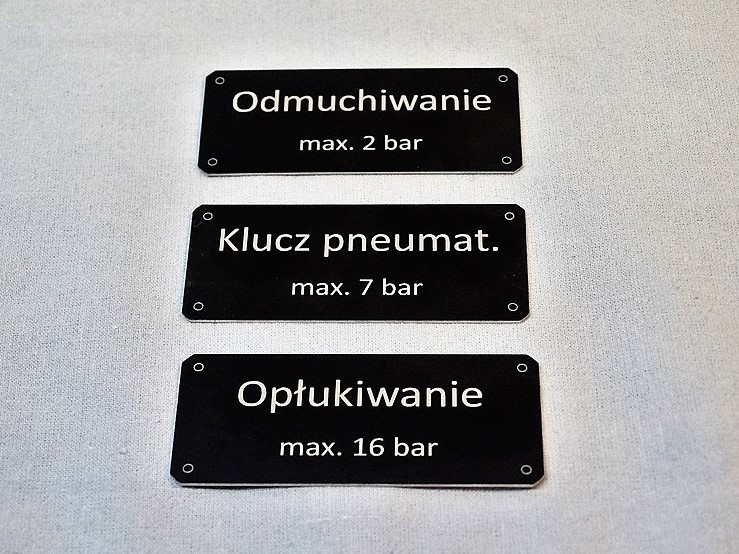 Odmuchiwanie
max. 2 bar
Klucz pneumat.
max. 7 bar
Opłukiwanie
max. 16 bar